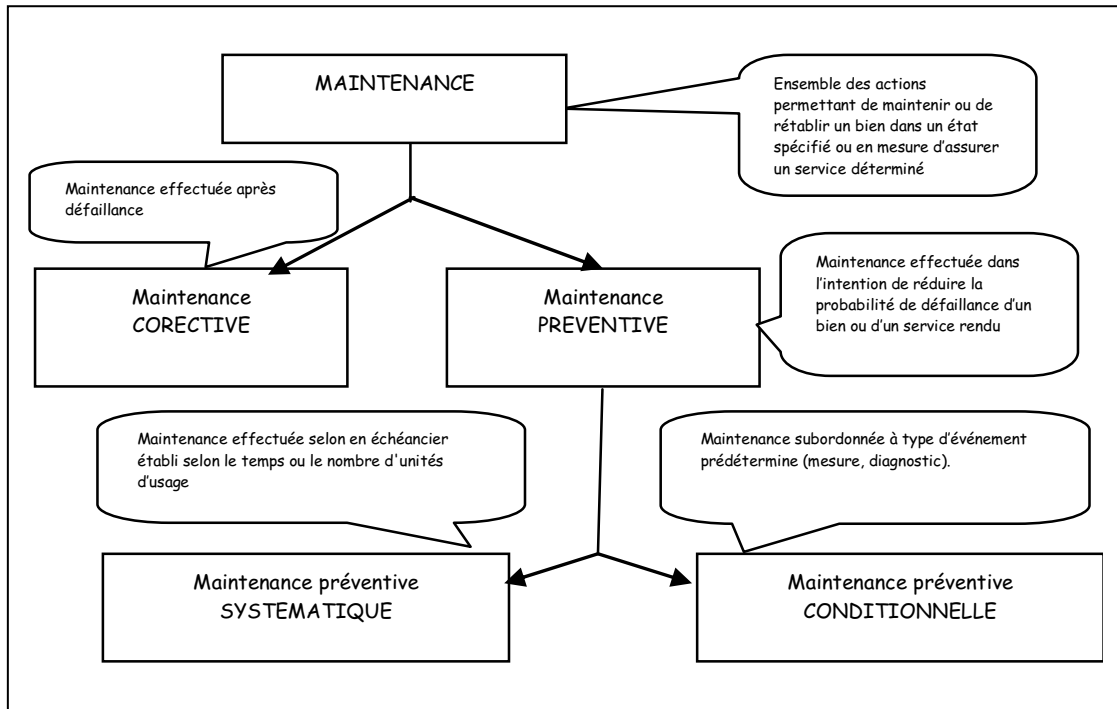 MAINTENANCE
Ensemble des actions
permettant de maintenir ou de
rétablir un bien dans un état
spécifié ou en mesure d'assurer
un service déterminé
Maintenance effectuée après
défaillance
Maintenance
CORECTIVE
Maintenance
PREVENTIVE
Maintenance effectuée dans
l'intention de réduire la
probabilité de défaillance d'un
bien ou d'un service rendu
Maintenance effectuée selon en échéancier
établi selon le temps ou le nombre d'unités
d'usage
Maintenance subordonnée à type d'événement
prédétermine (mesure, diagnostic).
Maintenance préventive
SYSTEMATIQUE
Maintenance préventive
CONDITIONNELLE